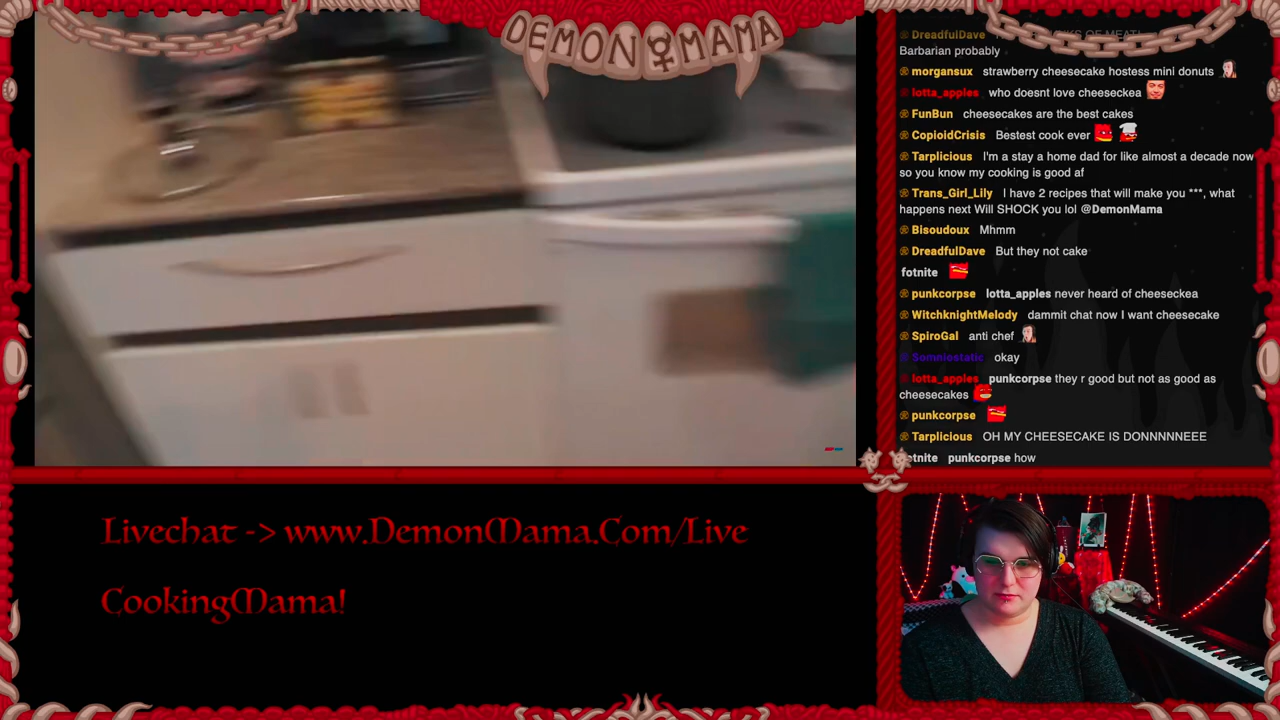 DEMON MAMA
DreadfulDave
Barbarian probably
morgansux strawberry cheesecake hostess mini donuts
lotta_apples who doesnt love cheeseckea
FunBun cheesecakes are the best cakes
CopioidCrisis Bestest cook ever
Tarplicious I'm a stay a home dad for like almost a decade now
so you know my cooking is good af
Trans_Girl_Lily I have 2 recipes that will make you ***, what
happens next Will SHOCK you lol @DemonMama
Bisoudoux Mhmm
DreadfulDave But they not cake
fotnite
punkcorpse lotta_apples never heard of cheeseckea
WitchknightMelody dammit chat now I want cheesecake
SpiroGal anti chef
Somniostatic okay
lotta_apples punkcorpse they r good but not as good as
cheesecakes
punkcorpse
Tarplicious OH MY CHEESECAKE IS DONNNNNEEE
otnite punkcorpse how
Livechat -> www.DemonMama.Com/Live
CookingMama!